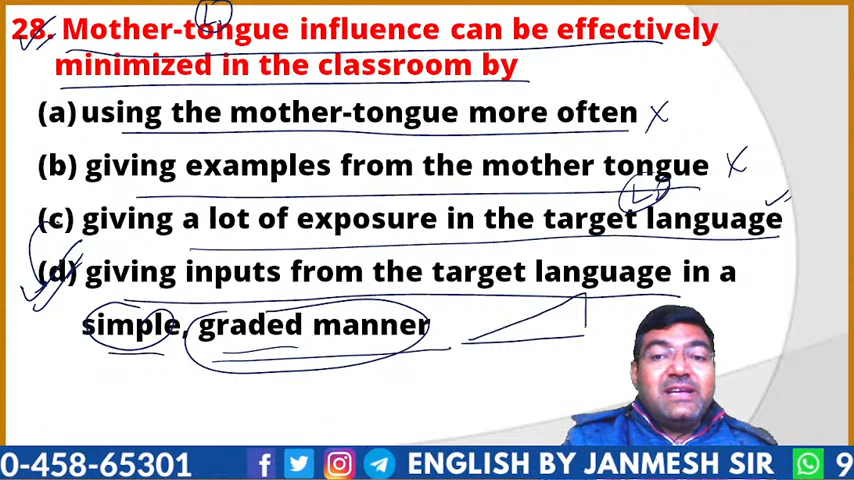 28. Mother-tongue influence can be effectively
minimized in the classroom by
(a) using the mother-tongue more often x
(b) giving examples from the mother tongue x
(c) giving a lot of exposure in the target language
(d) giving inputs from the target language in a
simple, graded manner
0-458-65301 ENGLISH BY JANMESH SIR 9